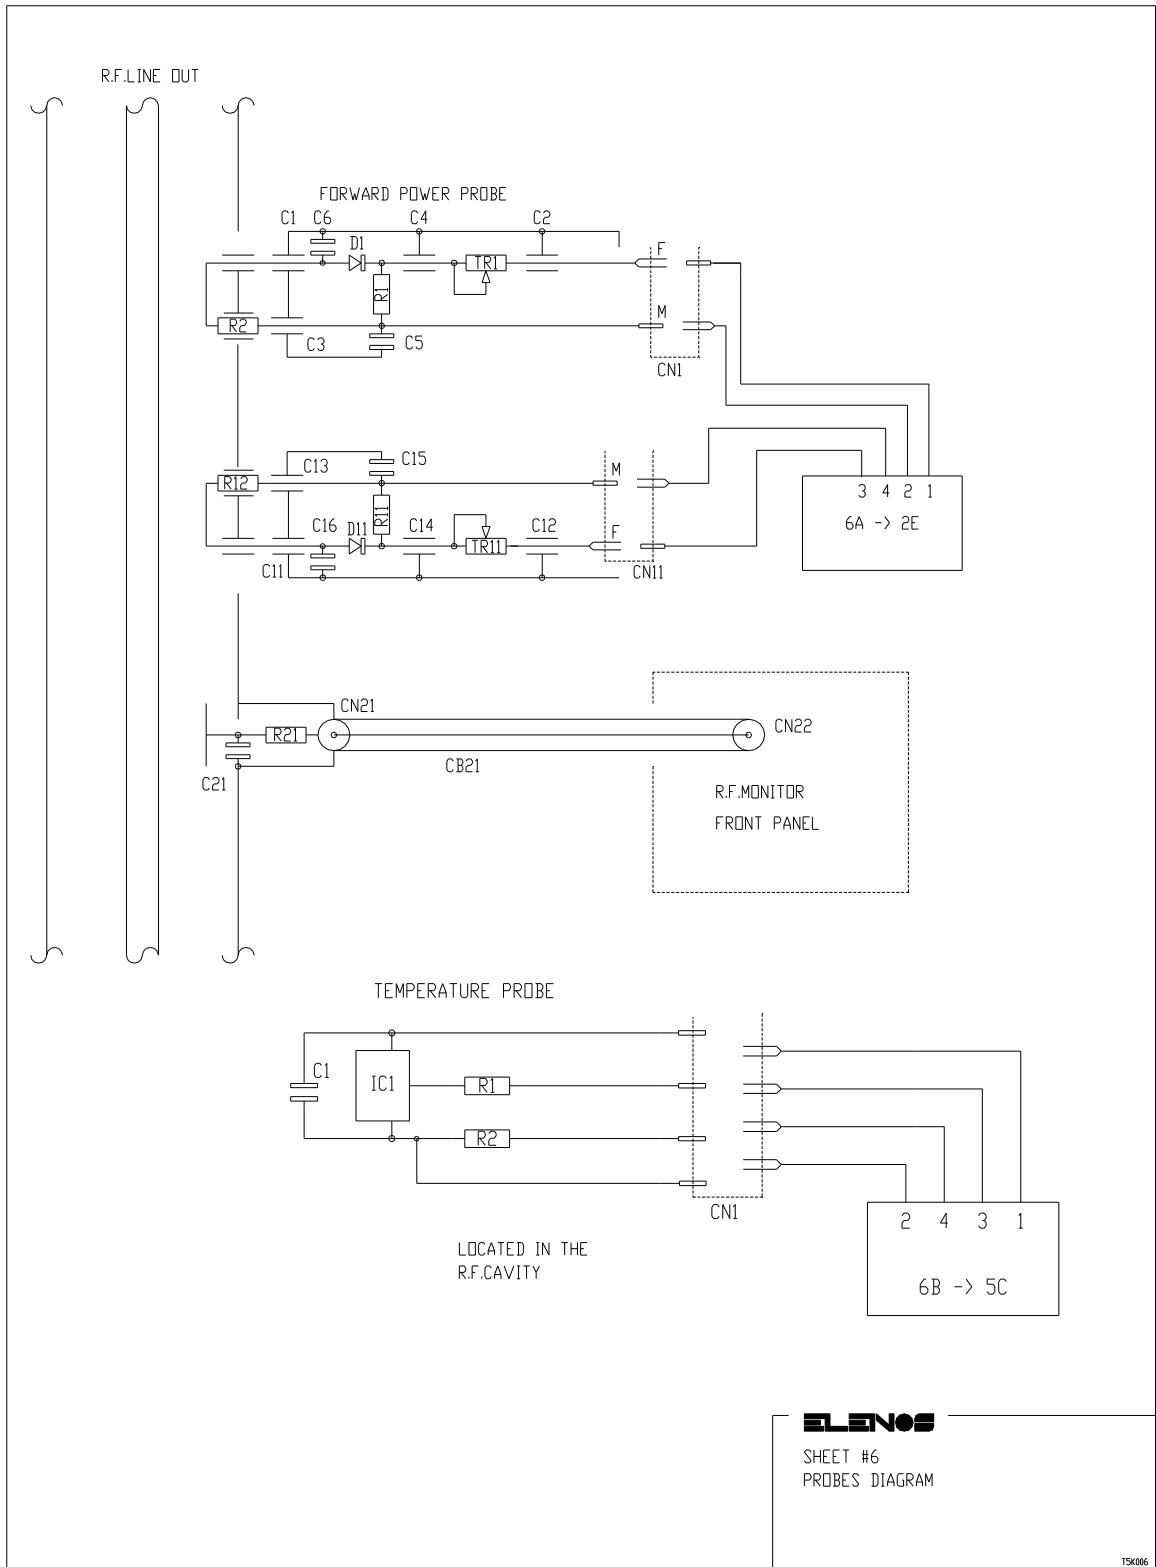 R.F.LINE OUT
FORWARD POWER PROBE
C1 C6 C4 C2
D1
F
TR1
R1
M
R2
C3 C5
CN1
C13 C15
M
R12
3 4 2 1
R11
C16 D11 C14 C12 F
6A -> 2E
TR11
C11 CN11
CN21
CN22
R21
CB21
C21
R.F.MONITOR
FRONT PANEL
TEMPERATURE PROBE
C1
IC1 R1
R2
CN1
2 4 3 1
LOCATED IN THE
R.F.CAVITY
6B -> 5C
ELENOS
SHEET #6
PROBES DIAGRAM
T5K006